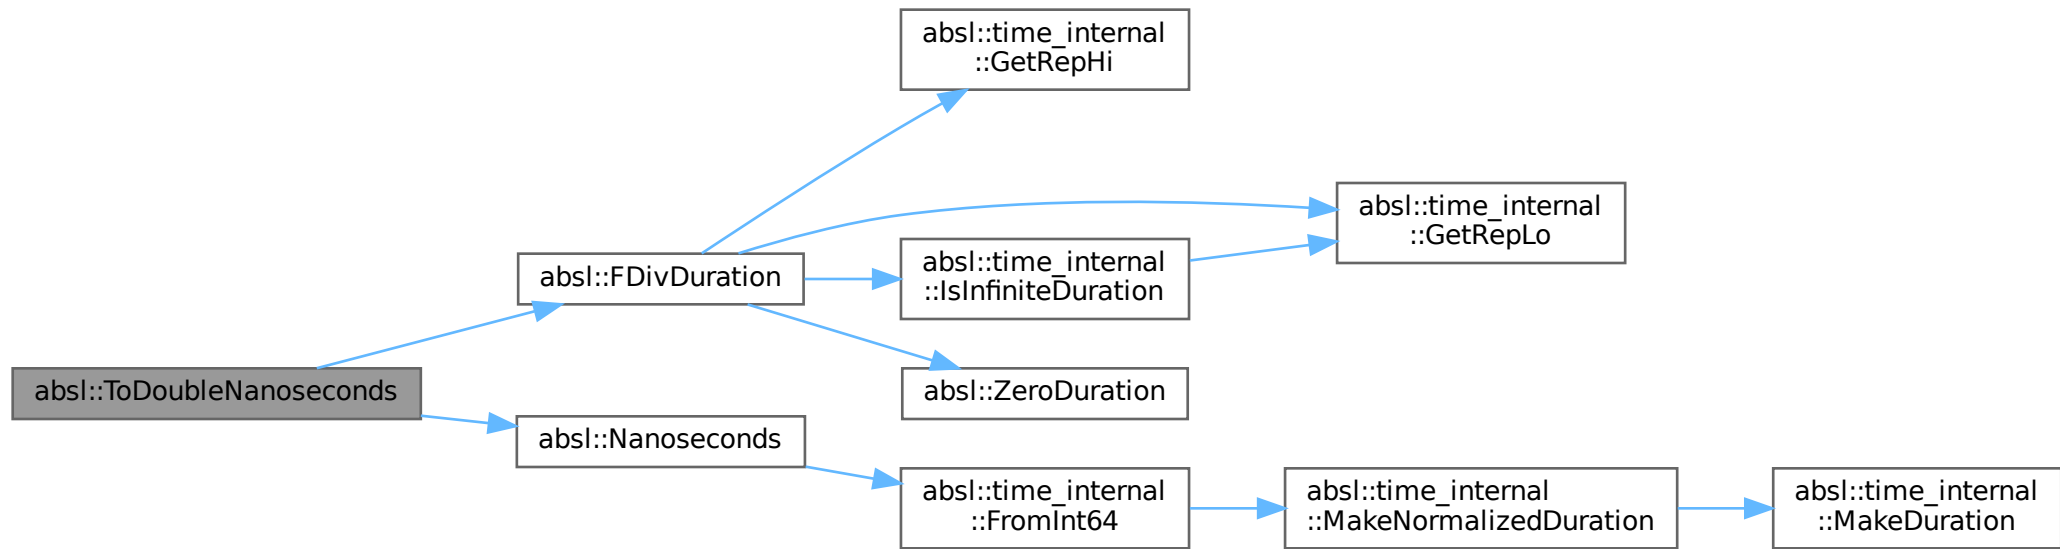 absl::time_internal
::GetRepHi
absl::time_internal
::GetRepLo
absl::FDivDuration
absl::time_internal
::IsInfiniteDuration
absl::ToDoubleNanoseconds
absl::ZeroDuration
absl::Nanoseconds
absl::time_internal
::FromInt64
absl::time_internal
::MakeNormalizedDuration
absl::time_internal
::MakeDuration